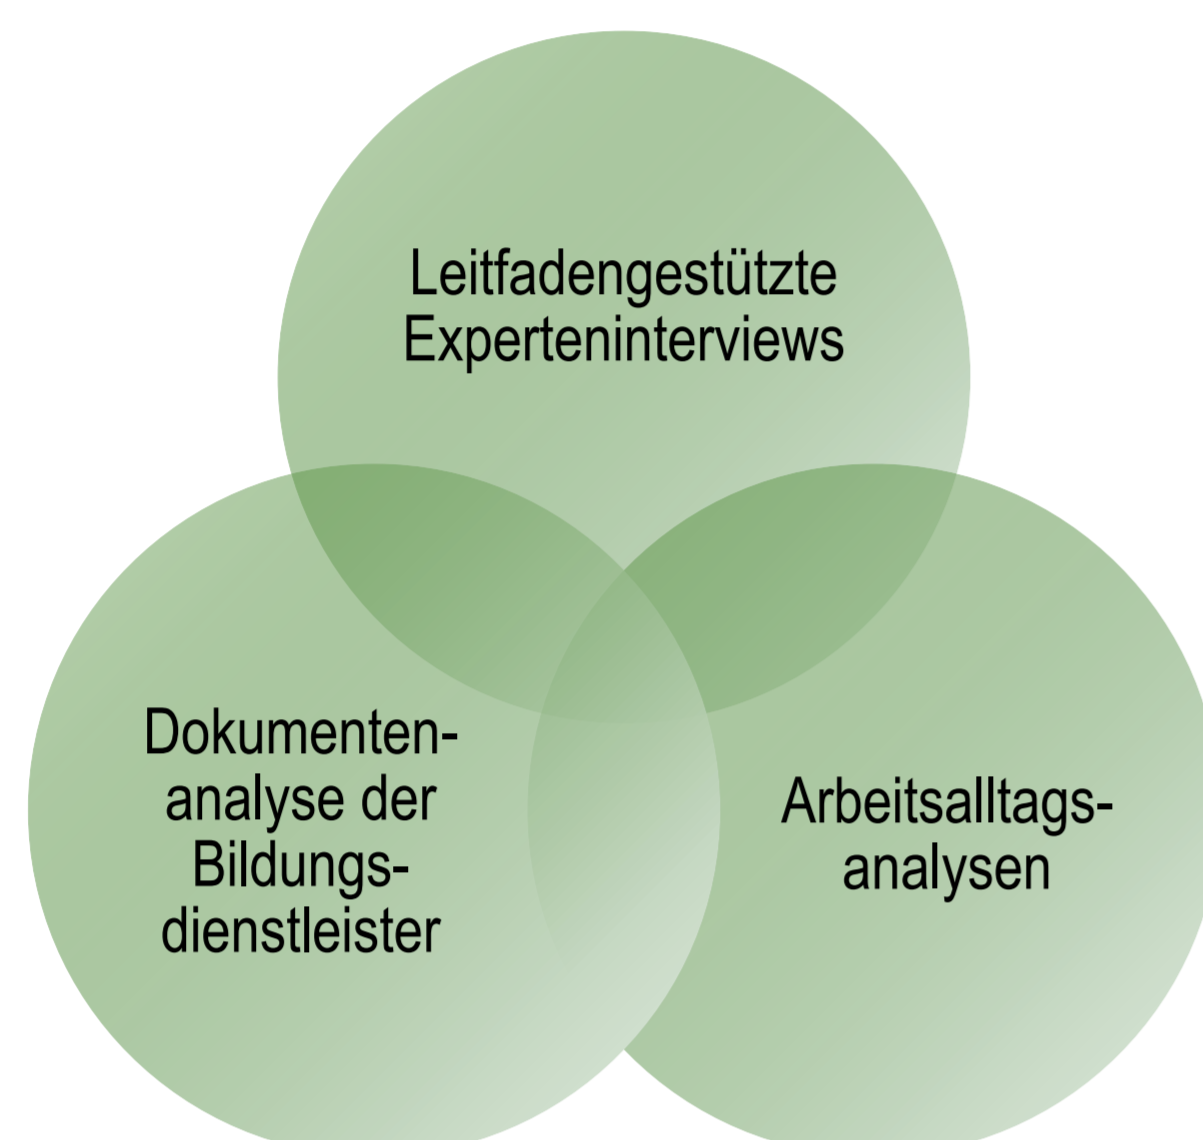 Leitfadengestützte
Experteninterviews
Dokumenten-
analyse der
Bildungs-
dienstleister
Arbeitsalltags-
analysen